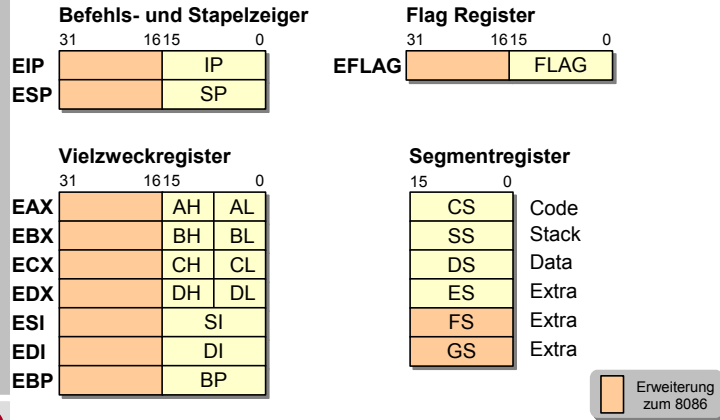 Befehls- und Stapelzeiger
31 16 15 0
EIP IP
ESP SP
Flag Register
31 16 15 0
EFLAG FLAG
Vielzweckregister
31 16 15 0
EAX AH AL
EBX BH BL
ECX CH CL
EDX DH DL
ESI SI
EDI DI
EBP BP
Segmentregister
15 0
CS Code
SS Stack
DS Data
ES Extra
FS Extra
GS Extra
Erweiterung
zum 8086